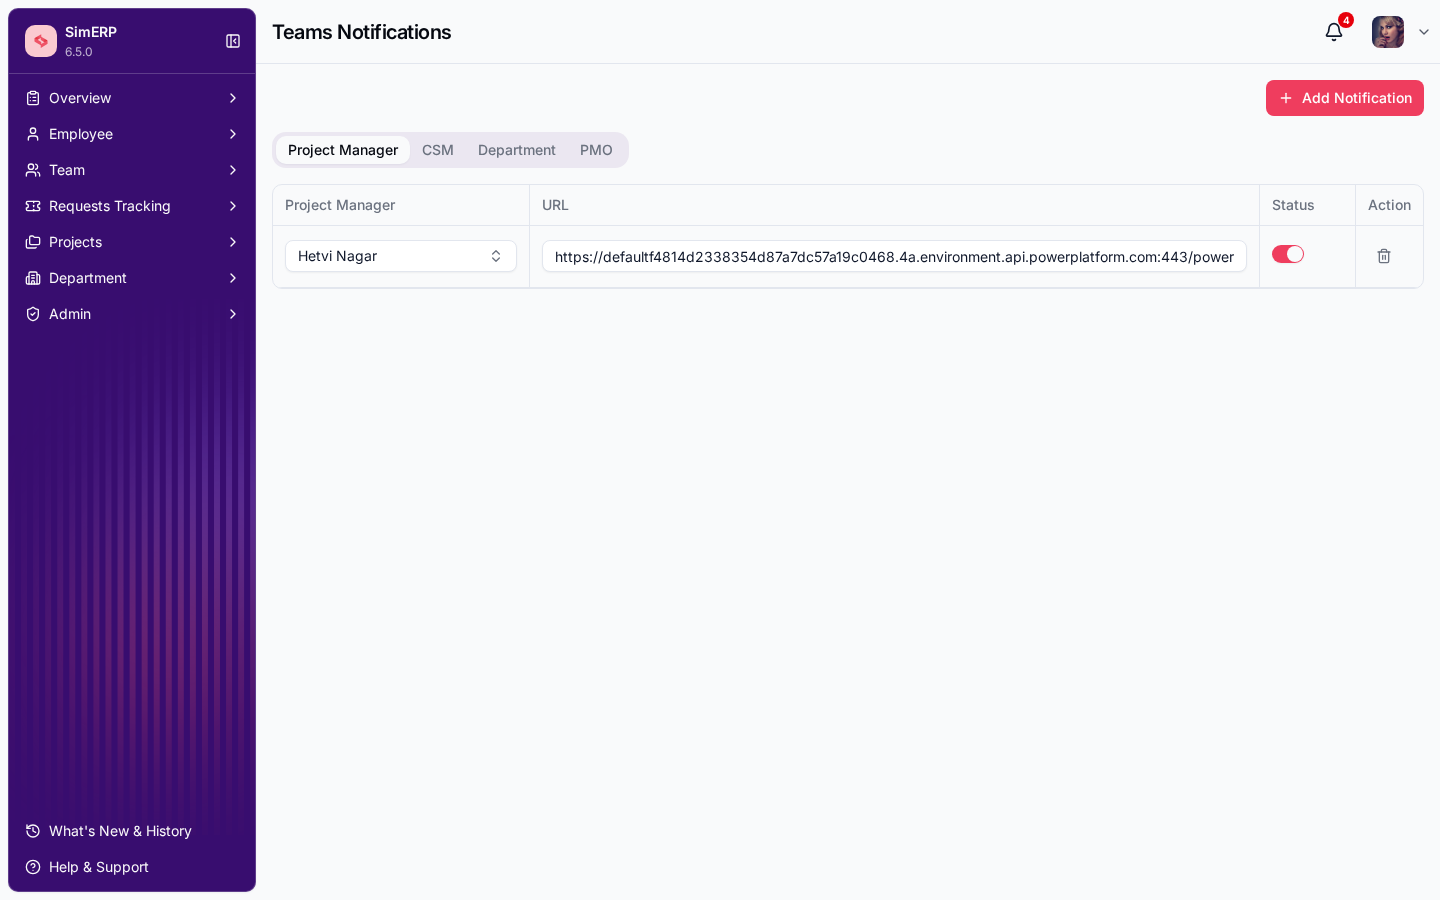 SimERP
6.5.0
Overview
Employee
Team
Requests Tracking
Projects
Department
Admin
What's New & History
Help & Support
Teams Notifications
4
Add Notification
Project Manager CSM Department PMO
Project Manager URL Status Action
Hetvi Nagar https://defaultf4814d2338354d87a7dc57a19c0468.4a.environment.api.powerplatform.com:443/power